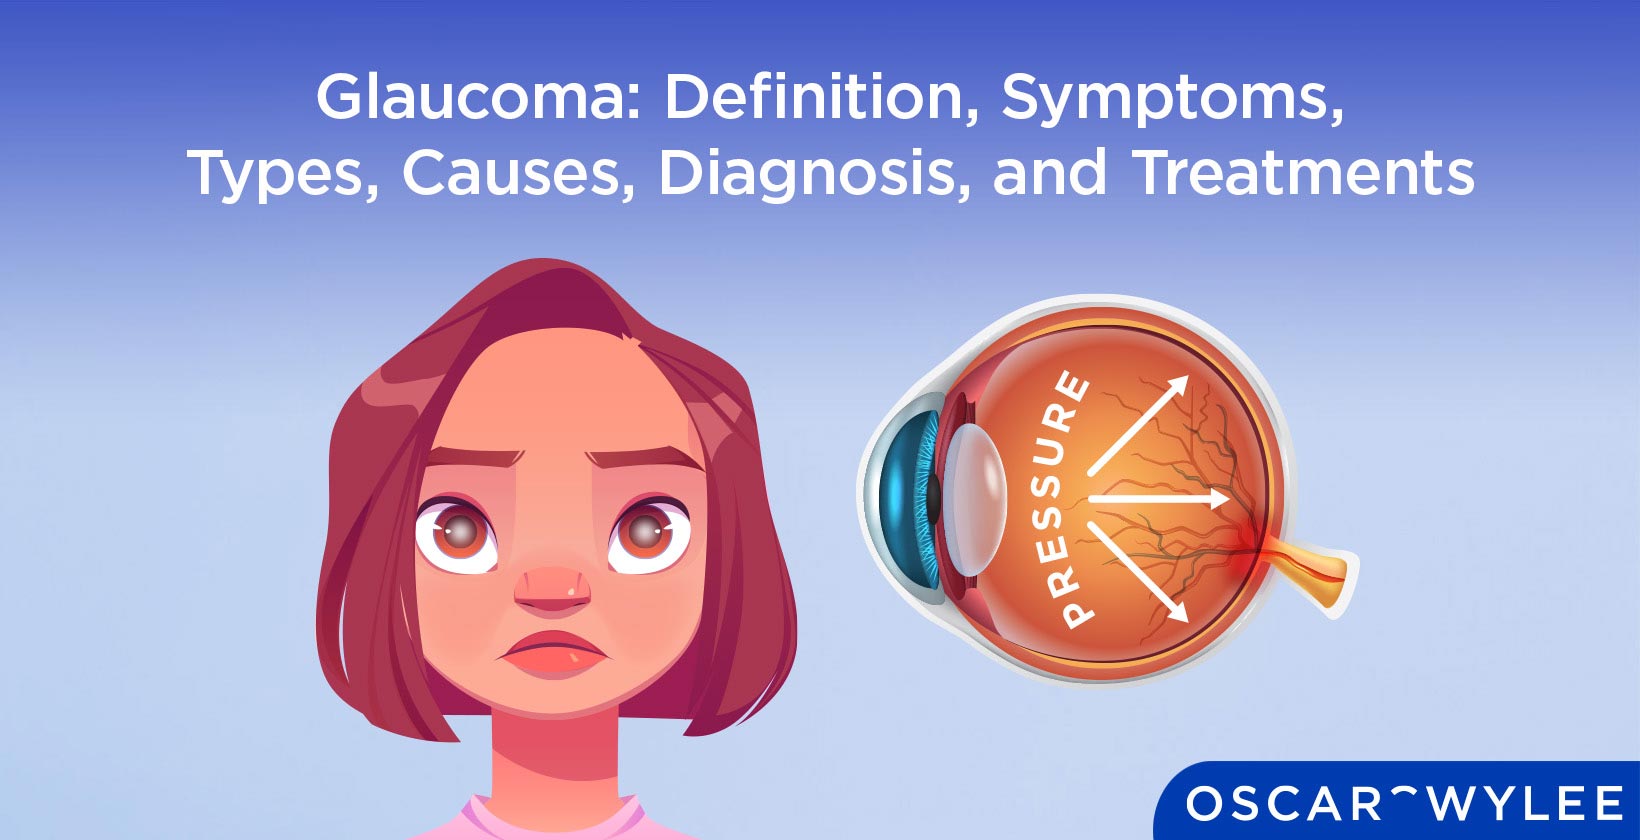 Glaucoma: Definition, Symptoms,
Types, Causes, Diagnosis, and Treatments
PRESSURE
OSCAR WYLEE